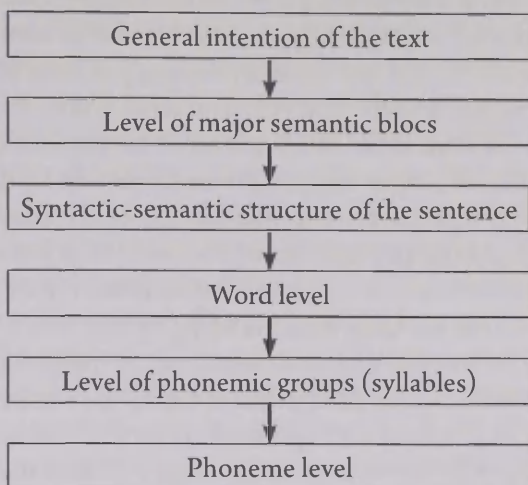 General intention of the text
Level of major semantic blocs
Syntactic-semantic structure of the sentence
Word level
Level of phonemic groups (syllables)
Phoneme level